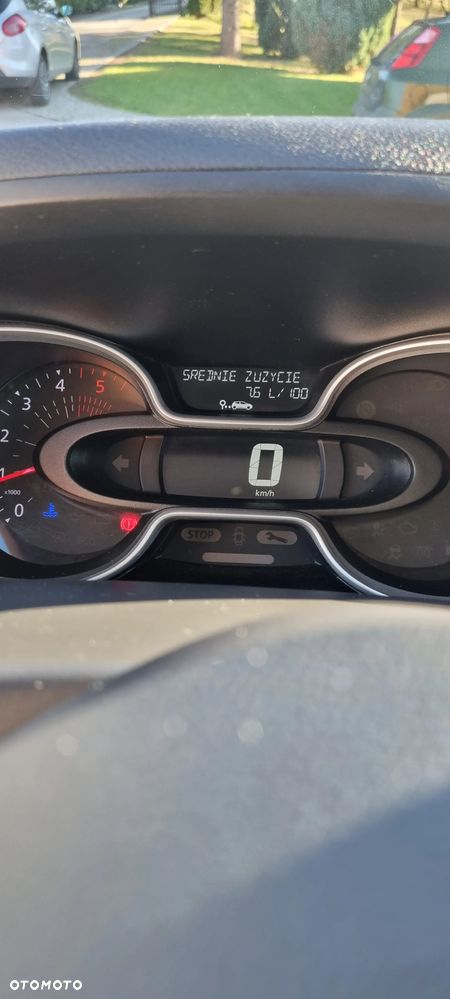 SREDNIE ZUZYCIE
7.6 L/100
4 5
3
2
1
x1000
0
0
km/h
STOP
OTOMOTO